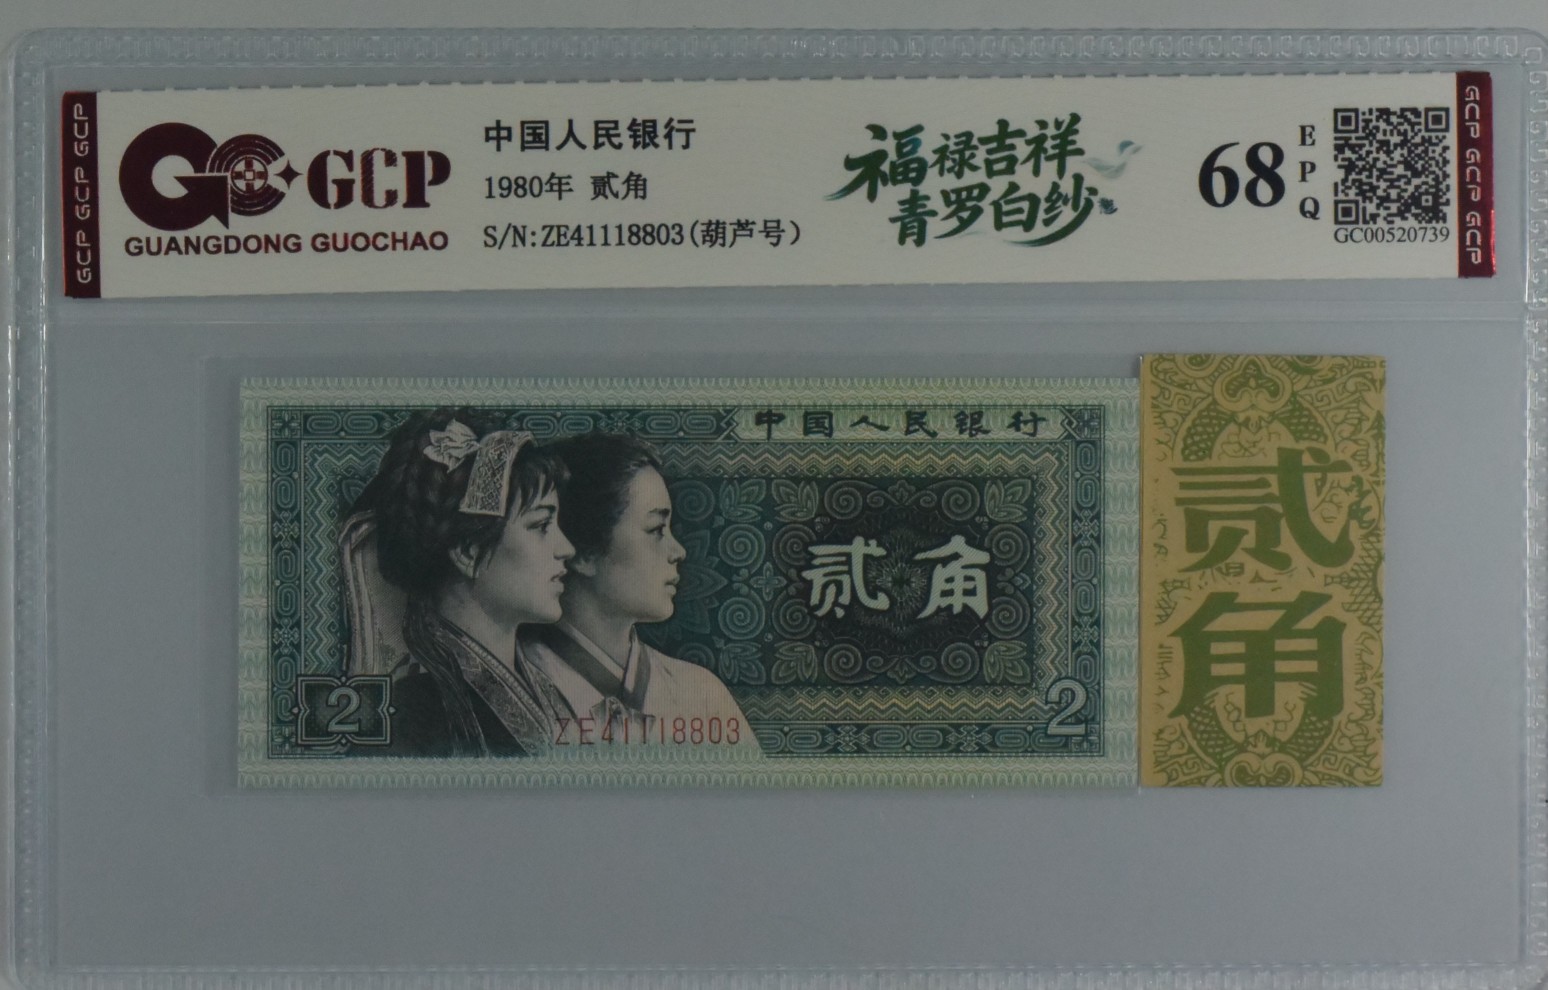 GCP GCP GCP
GCP
GUANGDONG GUOCHAO
中国人民银行
1980年 贰角
S/N:ZE41118803(葫芦号)
福禄吉祥
青罗白纱
68
EPQ
GC00520739
GCP GCP GCP
中国人民银行
贰角
2
2
ZE41118803
贰角